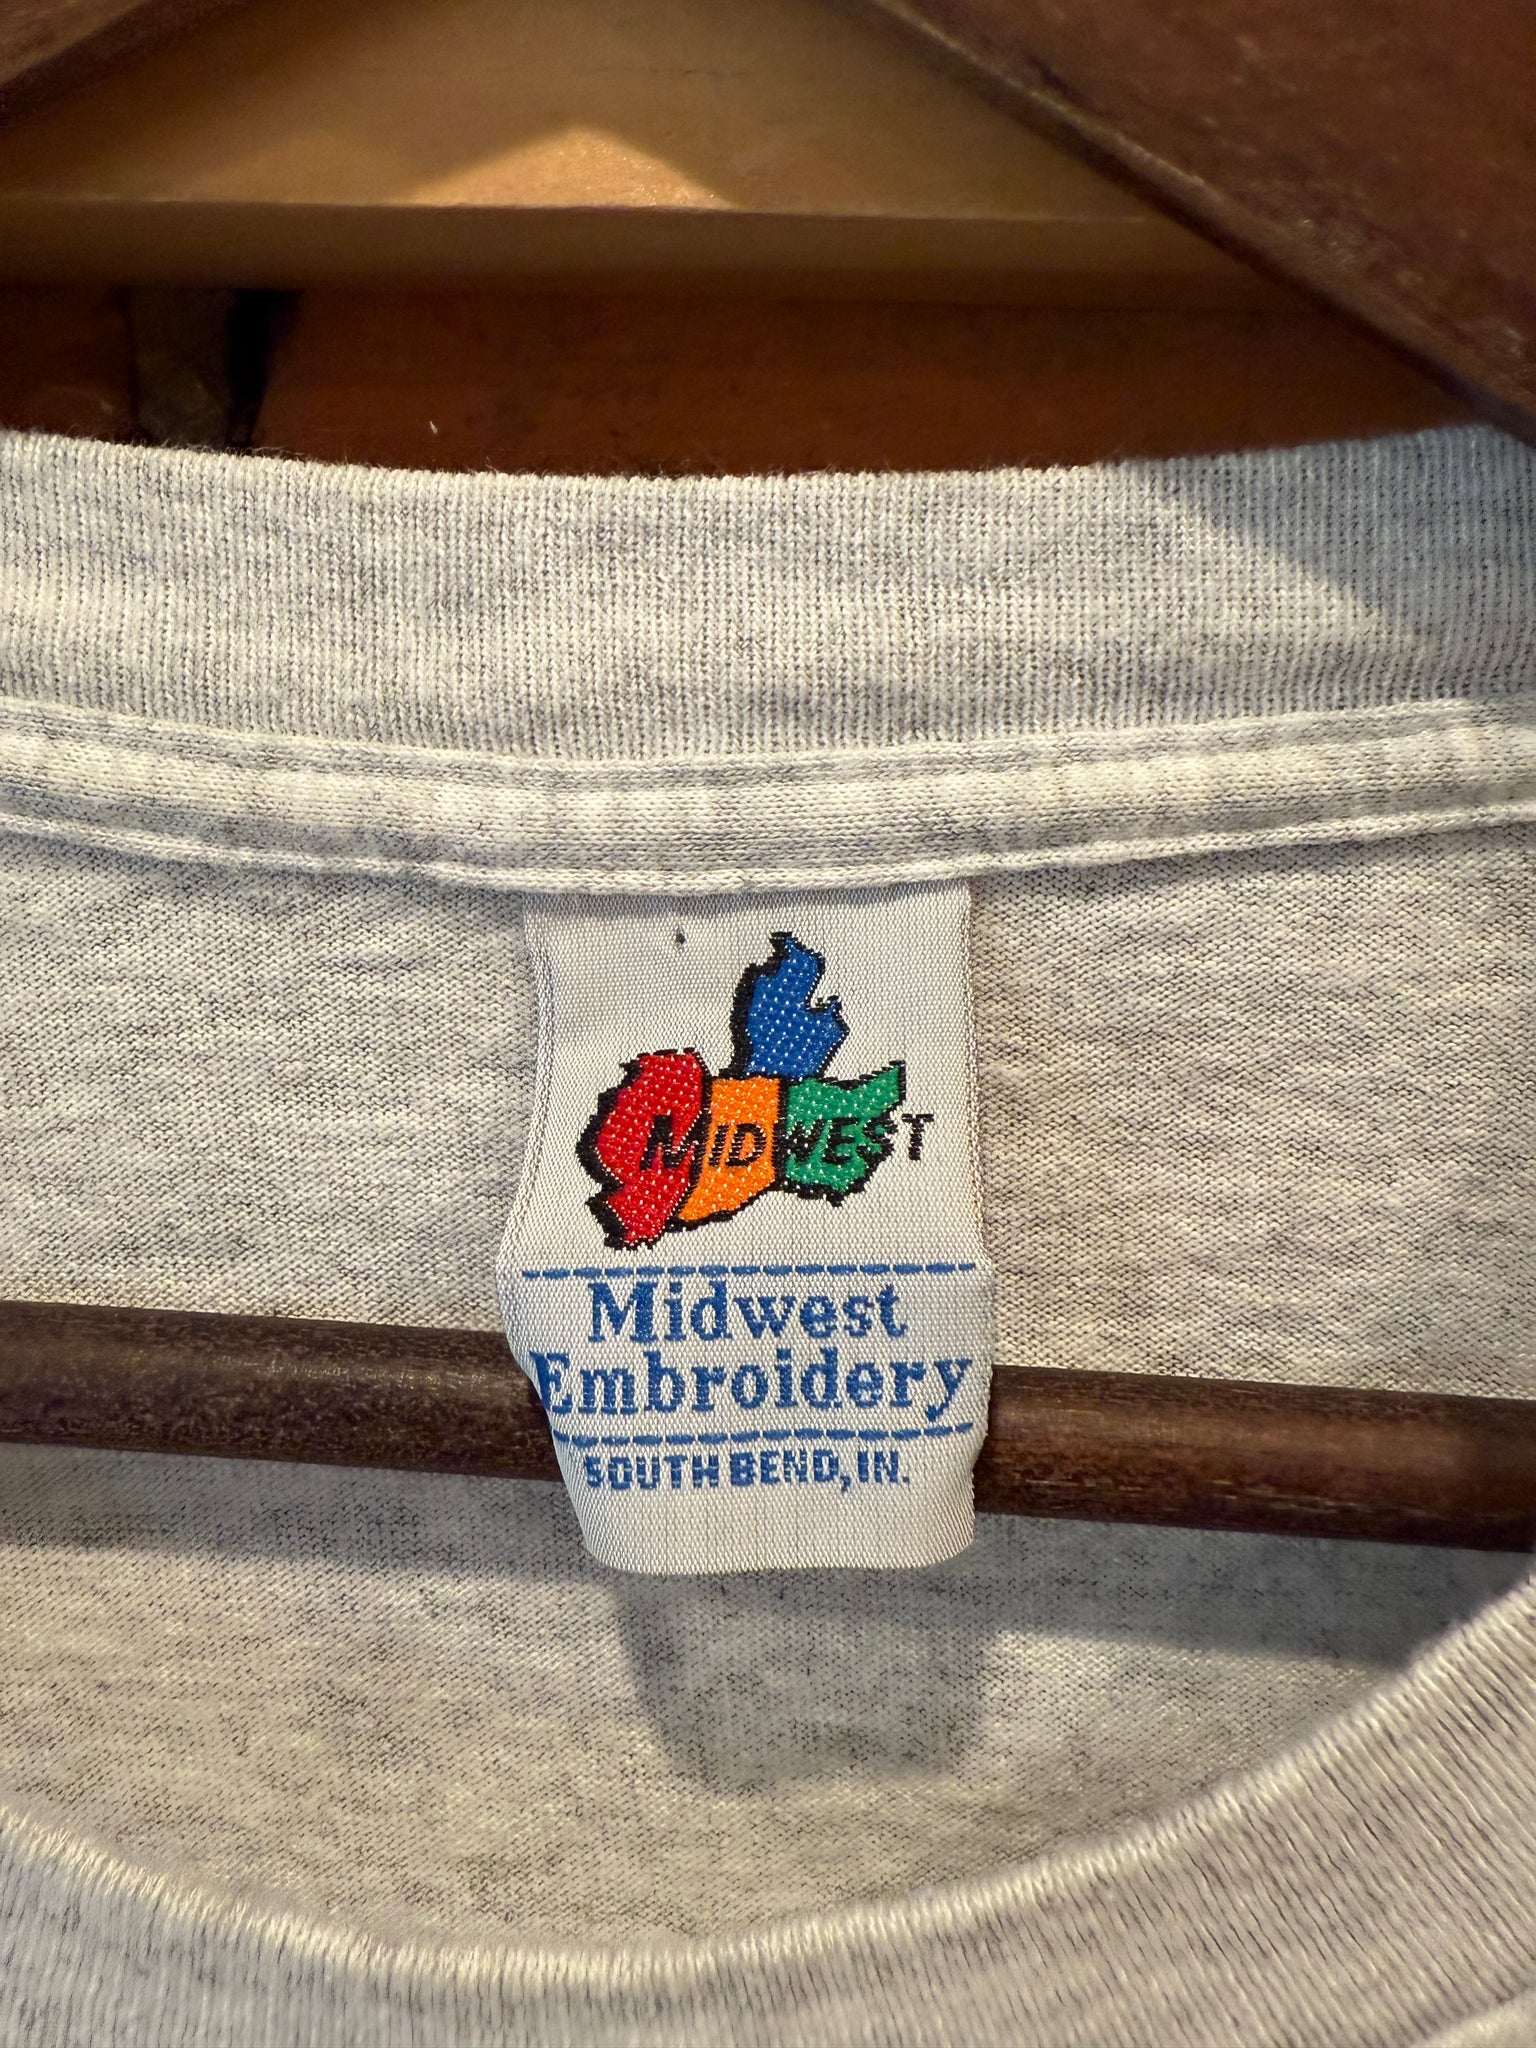 MIDWEST
Midwest
Embroidery
SOUTH BEND, IN.